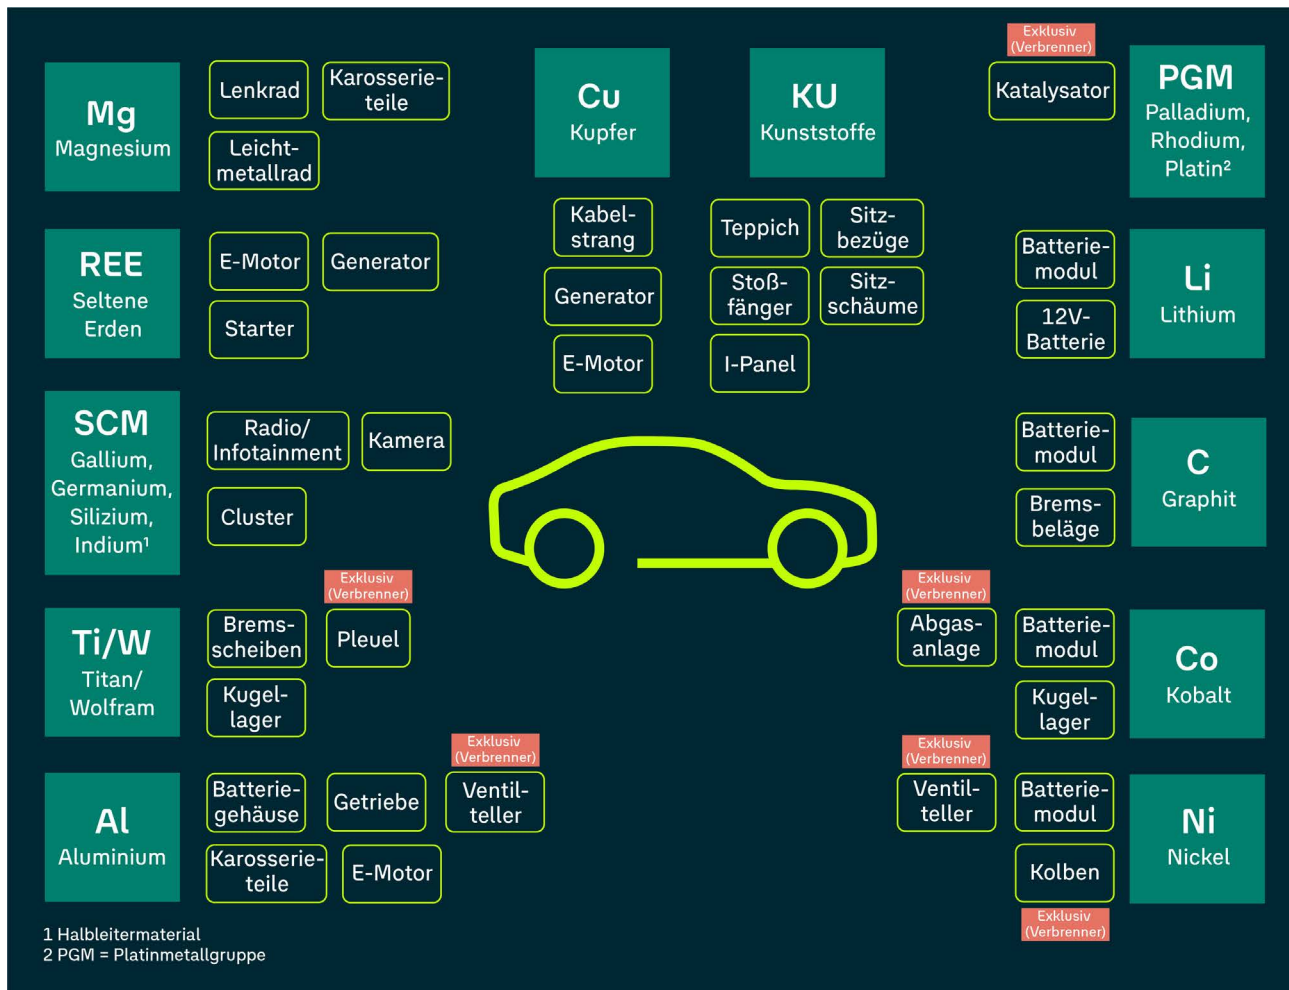 Mg
Magnesium
Lenkrad
Karosserie-
teile
Leicht-
metallrad
REE
Seltene
Erden
E-Motor
Generator
Starter
SCM
Gallium,
Germanium,
Silizium,
Indium¹
Radio/
Infotainment
Kamera
Cluster
Ti/W
Titan/
Wolfram
Brems-
scheiben
Exklusiv
(Verbrenner)
Pleuel
Kugel-
lager
Al
Aluminium
Batterie-
gehäuse
Getriebe
Exklusiv
(Verbrenner)
Ventil-
teller
Karosserie-
teile
E-Motor
Cu
Kupfer
Kabel-
strang
Generator
E-Motor
KU
Kunststoffe
Teppich
Sitz-
bezüge
Stoß-
fänger
Sitz-
schäume
I-Panel
Exklusiv
(Verbrenner)
Katalysator
PGM
Palladium,
Rhodium,
Platin²
Batterie-
modul
12V-
Batterie
Li
Lithium
Batterie-
modul
Brems-
beläge
C
Graphit
Exklusiv
(Verbrenner)
Abgas-
anlage
Batterie-
modul
Kugel-
lager
Co
Kobalt
Exklusiv
(Verbrenner)
Ventil-
teller
Batterie-
modul
Kolben
Exklusiv
(Verbrenner)
Ni
Nickel
1 Halbleitermaterial
2 PGM = Platinmetallgruppe